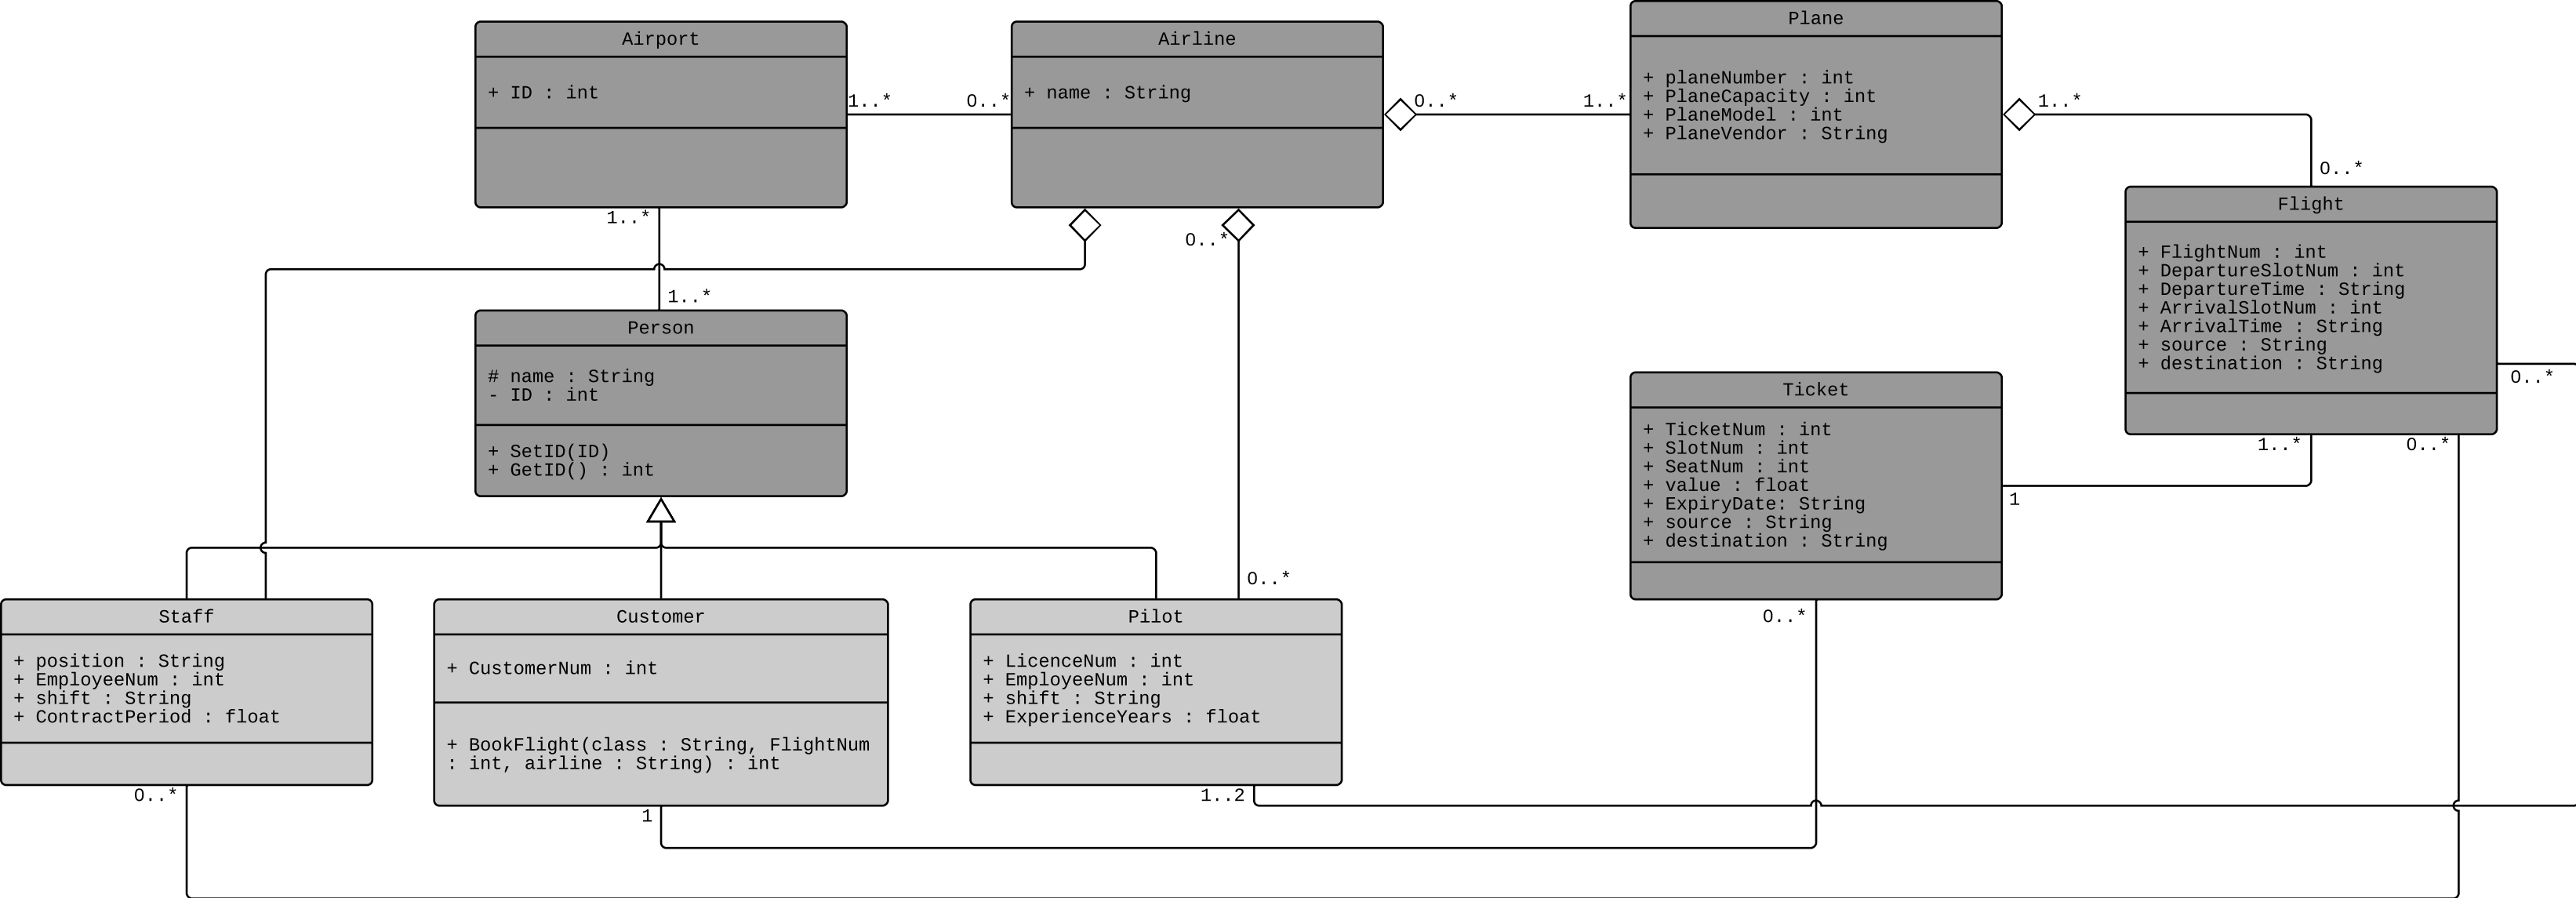 Airport
+ ID : int
1..*
0..*
Airline
+ name : String
0..*
1..*
Plane
+ planeNumber : int
+ PlaneCapacity : int
+ PlaneModel : int
+ PlaneVendor : String
1..*
0..*
Flight
+ FlightNum : int
+ DepartureSlotNum : int
+ DepartureTime : String
+ ArrivalSlotNum : int
+ ArrivalTime : String
+ source : String
+ destination : String
0..*
1..*
0..*
1..*
0..*
1..*
Person
# name : String
- ID : int
+ SetID(ID)
+ GetID() : int
Ticket
+ TicketNum : int
+ SlotNum : int
+ SeatNum : int
+ value : float
+ ExpiryDate: String
+ source : String
+ destination : String
1
0..*
0..*
Staff
+ position : String
+ EmployeeNum : int
+ shift : String
+ ContractPeriod : float
0..*
Customer
+ CustomerNum : int
+ BookFlight(class : String, FlightNum
: int, airline : String) : int
1
Pilot
+ LicenceNum : int
+ EmployeeNum : int
+ shift : String
+ ExperienceYears : float
1..2